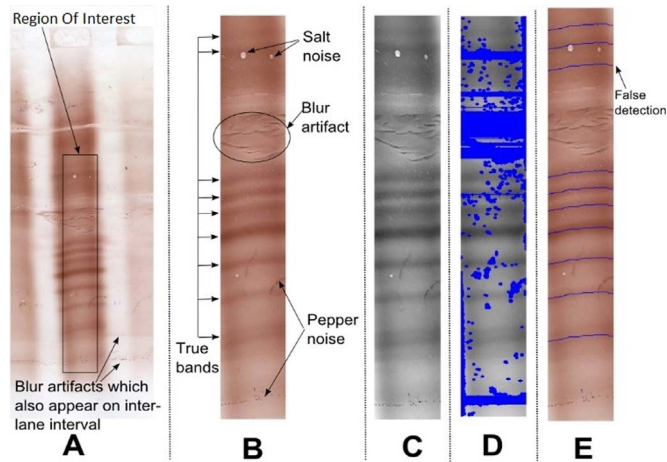 Region Of Interest
Blur artifacts which
also appear on inter-
lane interval
A
Salt
noise
Blur
artifact
Pepper
noise
True
bands
B
C
D
False
detection
E